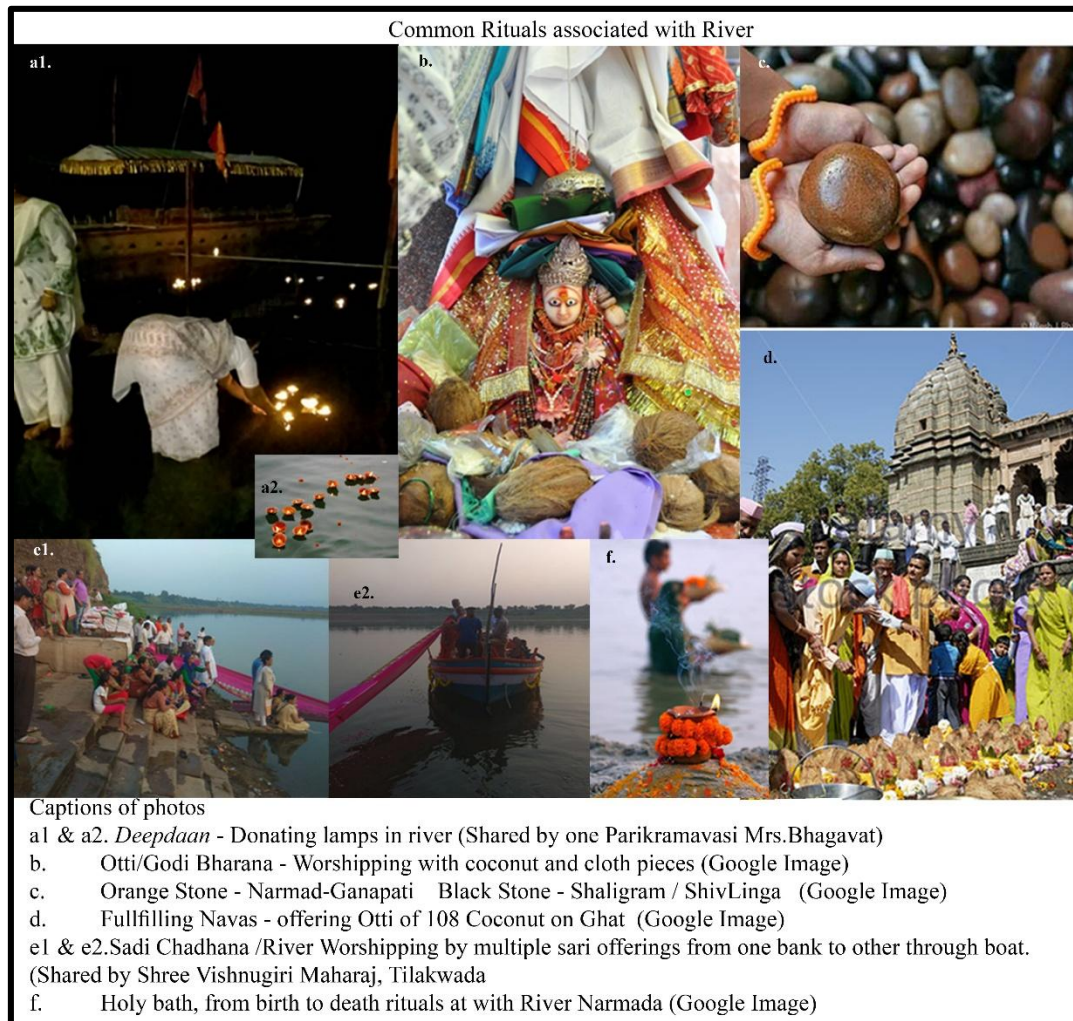 Common Rituals associated with River
a1.
b.
c.
d.
a2.
e1.
e2.
f.
Captions of photos
a1 & a2. Deepdaan - Donating lamps in river (Shared by one Parikramavasi Mrs.Bhagavat)
b. Otti/Godi Bharana - Worshipping with coconut and cloth pieces (Google Image)
c. Orange Stone - Narmad-Ganapati Black Stone - Shaligram / ShivLinga (Google Image)
d. Fullfilling Navas - offering Otti of 108 Coconut on Ghat (Google Image)
e1 & e2.Sadi Chadhana /River Worshipping by multiple sari offerings from one bank to other through boat.
(Shared by Shree Vishnugiri Maharaj, Tilakwada
f. Holy bath, from birth to death rituals at with River Narmada (Google Image)